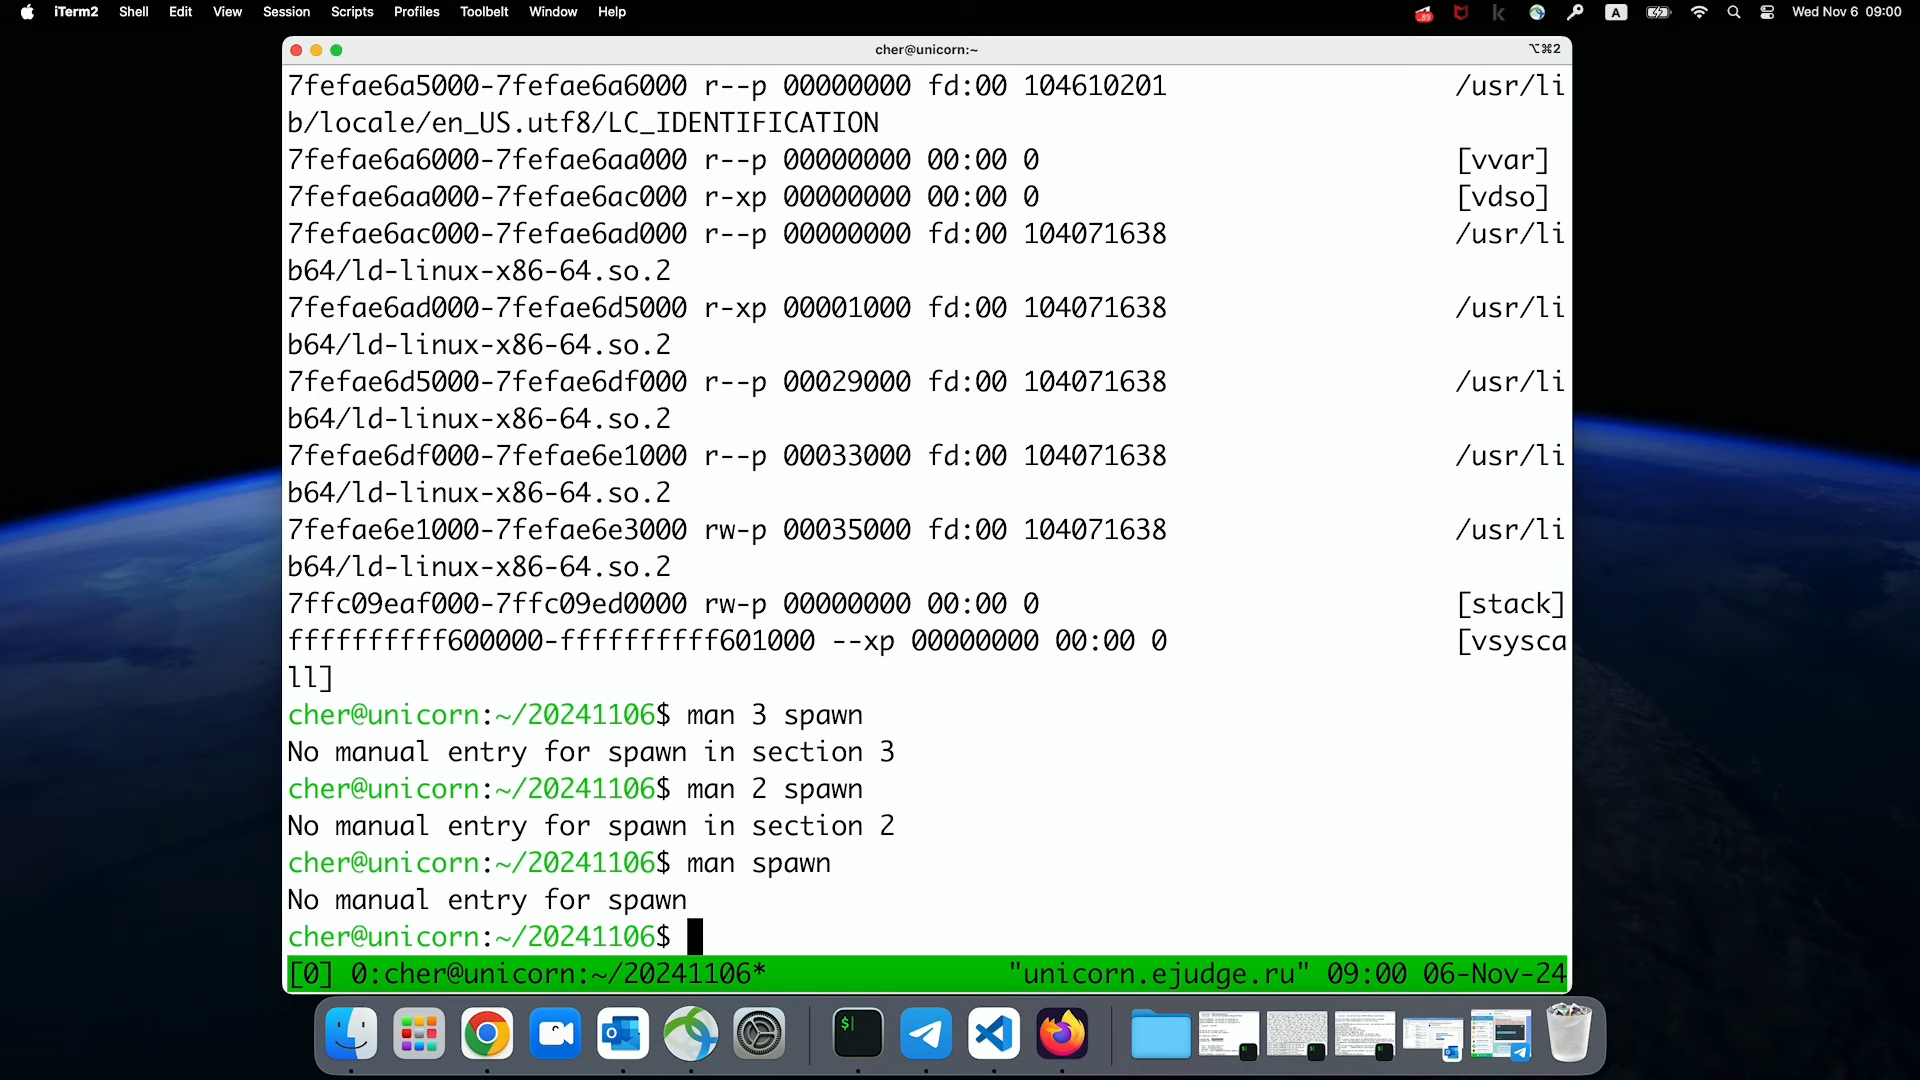 iTerm2 Shell Edit View Session Scripts Profiles Toolbelt Window Help 89 A Wed Nov 6 09:00
cher@unicorn:~ ⌥⌘2
7fefae6a5000-7fefae6a6000 r--p 00000000 fd:00 104610201 /usr/li
b/locale/en_US.utf8/LC_IDENTIFICATION
7fefae6a6000-7fefae6aa000 r--p 00000000 00:00 0 [vvar]
7fefae6aa000-7fefae6ac000 r-xp 00000000 00:00 0 [vdso]
7fefae6ac000-7fefae6ad000 r--p 00000000 fd:00 104071638 /usr/li
b64/ld-linux-x86-64.so.2
7fefae6ad000-7fefae6d5000 r-xp 00001000 fd:00 104071638 /usr/li
b64/ld-linux-x86-64.so.2
7fefae6d5000-7fefae6df000 r--p 00029000 fd:00 104071638 /usr/li
b64/ld-linux-x86-64.so.2
7fefae6df000-7fefae6e1000 r--p 00033000 fd:00 104071638 /usr/li
b64/ld-linux-x86-64.so.2
7fefae6e1000-7fefae6e3000 rw-p 00035000 fd:00 104071638 /usr/li
b64/ld-linux-x86-64.so.2
7ffc09eaf000-7ffc09ed0000 rw-p 00000000 00:00 0 [stack]
ffffffffff600000-ffffffffff601000 --xp 00000000 00:00 0 [vsysca
ll]
cher@unicorn:~/20241106$ man 3 spawn
No manual entry for spawn in section 3
cher@unicorn:~/20241106$ man 2 spawn
No manual entry for spawn in section 2
cher@unicorn:~/20241106$ man spawn
No manual entry for spawn
cher@unicorn:~/20241106$
[0] 0:cher@unicorn:~/20241106* "unicorn.ejudge.ru" 09:00 06-Nov-24